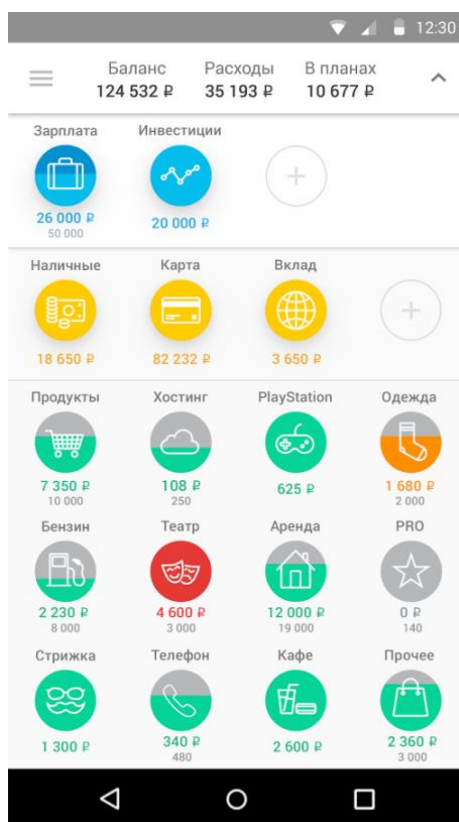 12:30
Баланс Расходы В планах
124 532 ₽ 35 193 ₽ 10 677 ₽
Зарплата Инвестиции
26 000 ₽ 20 000 ₽
50 000
Наличные Карта Вклад
18 650 ₽ 82 232 ₽ 3 650 ₽
Продукты Хостинг PlayStation Одежда
7 350 ₽ 108 ₽ 625 ₽ 1 680 ₽
10 000 250 2 000
Бензин Театр Аренда PRO
2 230 ₽ 4 600 ₽ 12 000 ₽ 0 ₽
8 000 3 000 19 000 140
Стрижка Телефон Кафе Прочее
1 300 ₽ 340 ₽ 2 600 ₽ 2 360 ₽
480 3 000